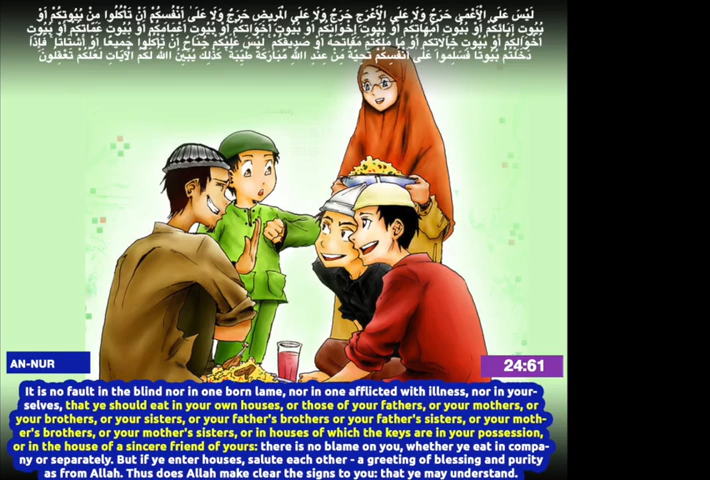 لَيْسَ عَلَى الْأَعْمَىٰ حَرَجٌ وَلَا عَلَى الْأَعْرَجِ حَرَجٌ وَلَا عَلَى الْمَرِيضِ حَرَجٌ وَلَا عَلَىٰ أَنْفُسِكُمْ أَنْ تَأْكُلُوا مِنْ بُيُوتِكُمْ أَوْ
بُيُوتِ آبَائِكُمْ أَوْ بُيُوتِ أُمَّهَاتِكُمْ أَوْ بُيُوتِ إِخْوَانِكُمْ أَوْ بُيُوتِ أَخَوَاتِكُمْ أَوْ بُيُوتِ أَعْمَامِكُمْ أَوْ بُيُوتِ عَمَّاتِكُمْ أَوْ بُيُوتِ
أَخْوَالِكُمْ أَوْ بُيُوتِ خَالَاتِكُمْ أَوْ مَا مَلَكْتُمْ مَفَاتِحَهُ أَوْ صَدِيقِكُمْ ۚ لَيْسَ عَلَيْكُمْ جُنَاحٌ أَنْ تَأْكُلُوا جَمِيعًا أَوْ أَشْتَاتًا ۚ فَإِذَا
دَخَلْتُمْ بُيُوتًا فَسَلِّمُوا عَلَىٰ أَنْفُسِكُمْ تَحِيَّةً مِنْ عِنْدِ اللَّهِ مُبَارَكَةً طَيِّبَةً ۚ كَذَٰلِكَ يُبَيِّنُ اللَّهُ لَكُمُ الْآيَاتِ لَعَلَّكُمْ تَعْقِلُونَ
AN-NUR
24:61
It is no fault in the blind nor in one born lame, nor in one afflicted with illness, nor in your-
selves, that ye should eat in your own houses, or those of your fathers, or your mothers, or
your brothers, or your sisters, or your father's brothers or your father's sisters, or your moth-
er's brothers, or your mother's sisters, or in houses of which the keys are in your possession,
or in the house of a sincere friend of yours: there is no blame on you, whether ye eat in compa-
ny or separately. But if ye enter houses, salute each other - a greeting of blessing and purity
as from Allah. Thus does Allah make clear the signs to you: that ye may understand.